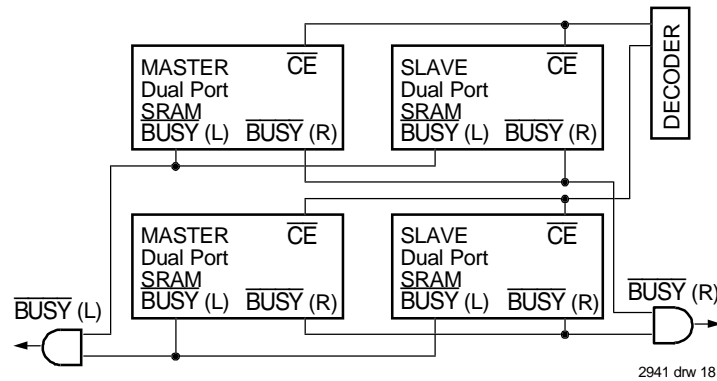 MASTER CE
Dual Port
SRAM
BUSY (L) BUSY (R)
SLAVE CE
Dual Port
SRAM
BUSY (L) BUSY (R)
DECODER
MASTER CE
Dual Port
SRAM
BUSY (L) BUSY (R)
SLAVE CE
Dual Port
SRAM
BUSY (L) BUSY (R)
BUSY (L)
BUSY (R)
2941 drw 18